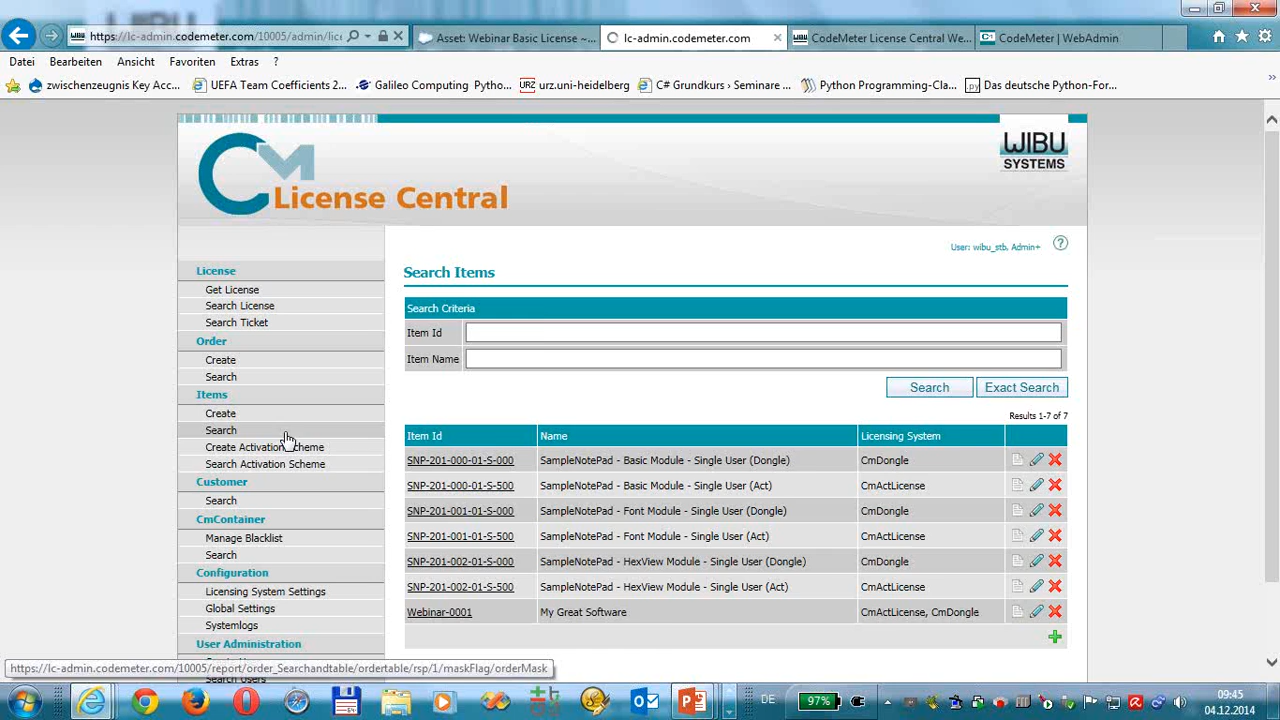 https://lc-admin.codemeter.com/10005/admin/lice
Asset: Webinar Basic License ~...
lc-admin.codemeter.com
CodeMeter License Central We...
CodeMeter | WebAdmin
Datei Bearbeiten Ansicht Favoriten Extras ?
zwischenzeugnis Key Acc...
UEFA Team Coefficients 2...
Galileo Computing Pytho...
urz.uni-heidelberg
C# Grundkurs › Seminare ...
Python Programming-Cla...
Das deutsche Python-For...
CM License Central
WIBU
SYSTEMS
User: wibu_stb, Admin+
License
Get License
Search License
Search Ticket
Order
Create
Search
Items
Create
Search
Create Activation Scheme
Search Activation Scheme
Customer
Search
CmContainer
Manage Blacklist
Search
Configuration
Licensing System Settings
Global Settings
Systemlogs
User Administration
Search Users
Search Items
Search Criteria
Item Id
Item Name
Search Exact Search
Results 1-7 of 7
Item Id Name Licensing System
SNP-201-000-01-S-000 SampleNotePad - Basic Module - Single User (Dongle) CmDongle
SNP-201-000-01-S-500 SampleNotePad - Basic Module - Single User (Act) CmActLicense
SNP-201-001-01-S-000 SampleNotePad - Font Module - Single User (Dongle) CmDongle
SNP-201-001-01-S-500 SampleNotePad - Font Module - Single User (Act) CmActLicense
SNP-201-002-01-S-000 SampleNotePad - HexView Module - Single User (Dongle) CmDongle
SNP-201-002-01-S-500 SampleNotePad - HexView Module - Single User (Act) CmActLicense
Webinar-0001 My Great Software CmActLicense, CmDongle
https://lc-admin.codemeter.com/10005/report/order_Searchandtable/ordertable/rsp/1/maskFlag/orderMask
DE
97%
09:45
04.12.2014